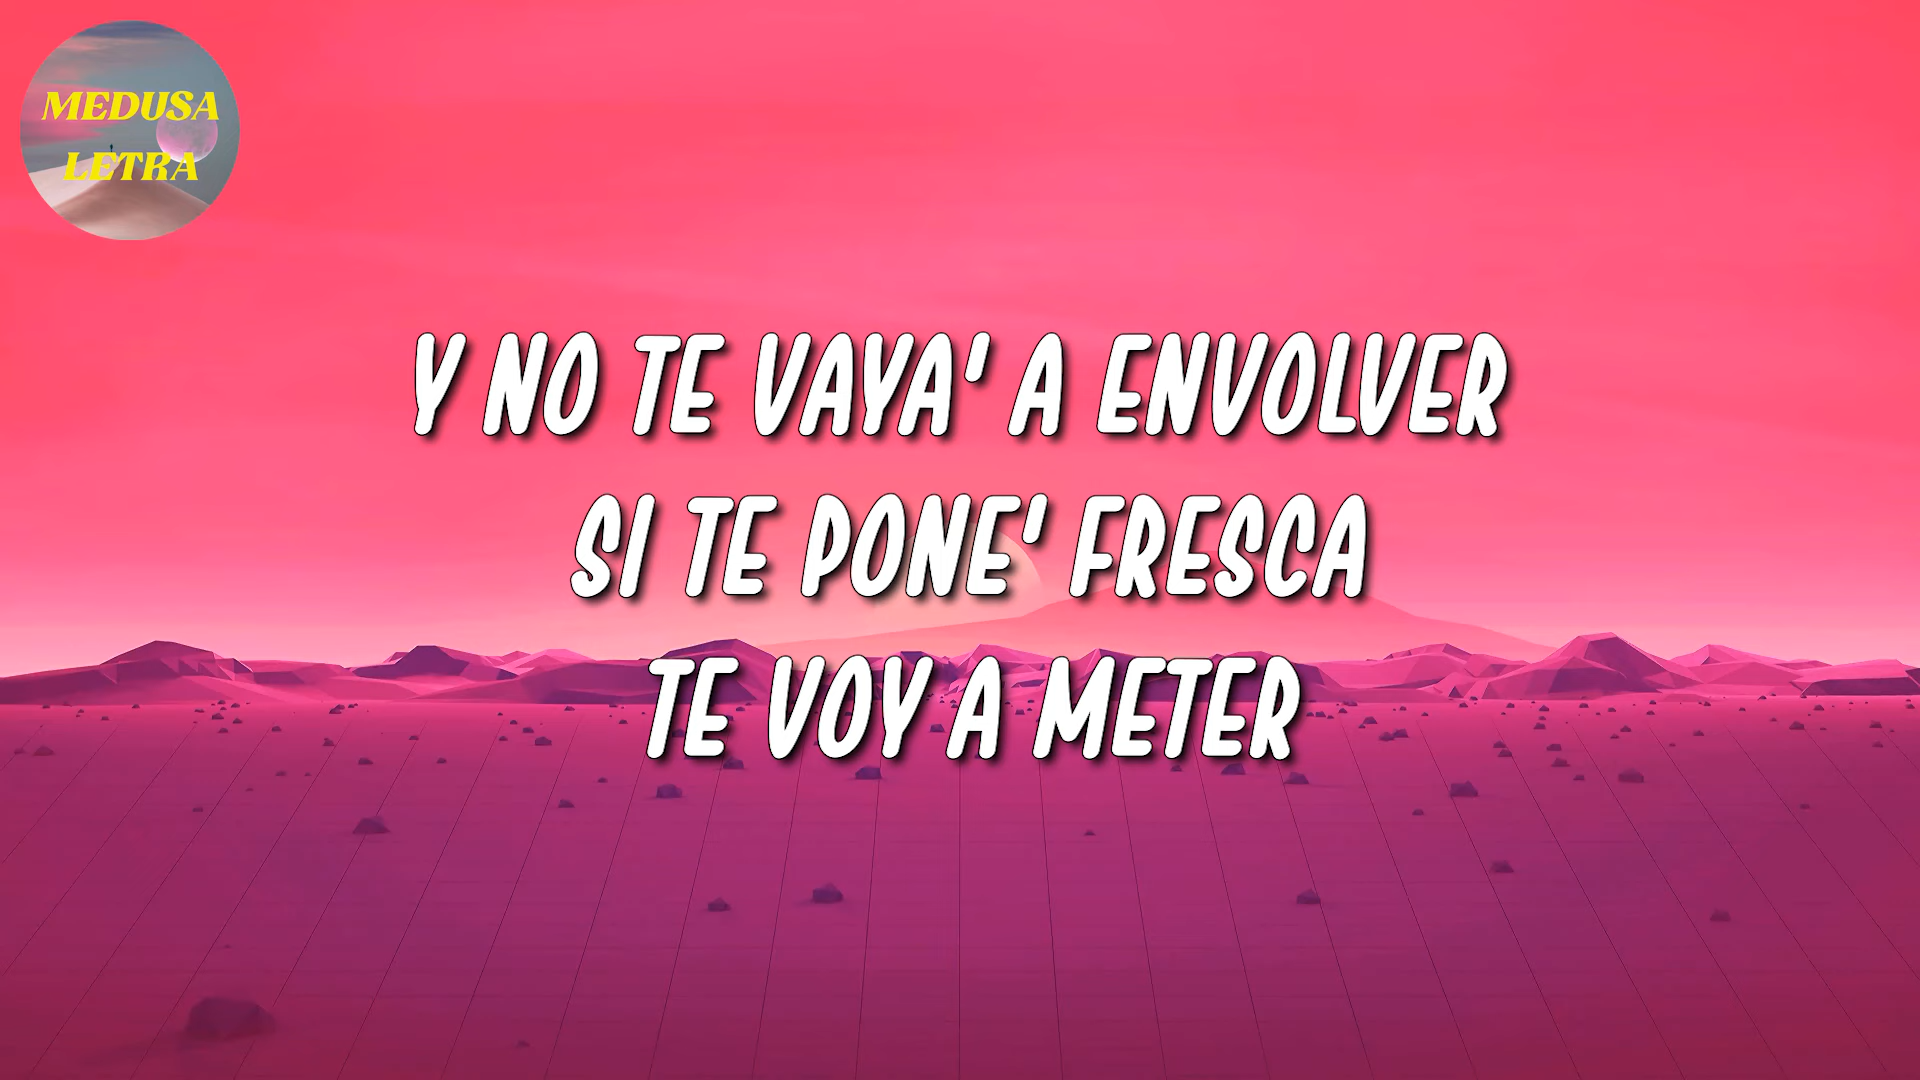 MEDUSA
LETRA
Y NO TE VAYA' A ENVOLVER
SI TE PONE' FRESCA
TE VOY A METER